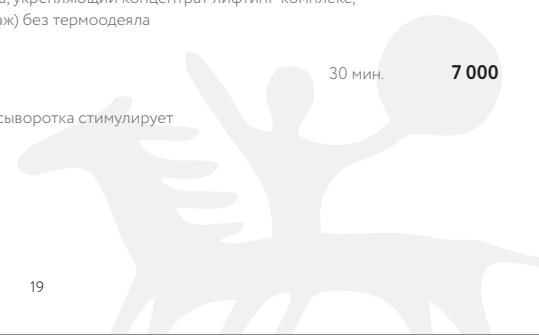 укрепляющий концентрат лифтинг-комплекс,
аж) без термоодеяла
30 мин. 7 000
сыворотка стимулирует
19